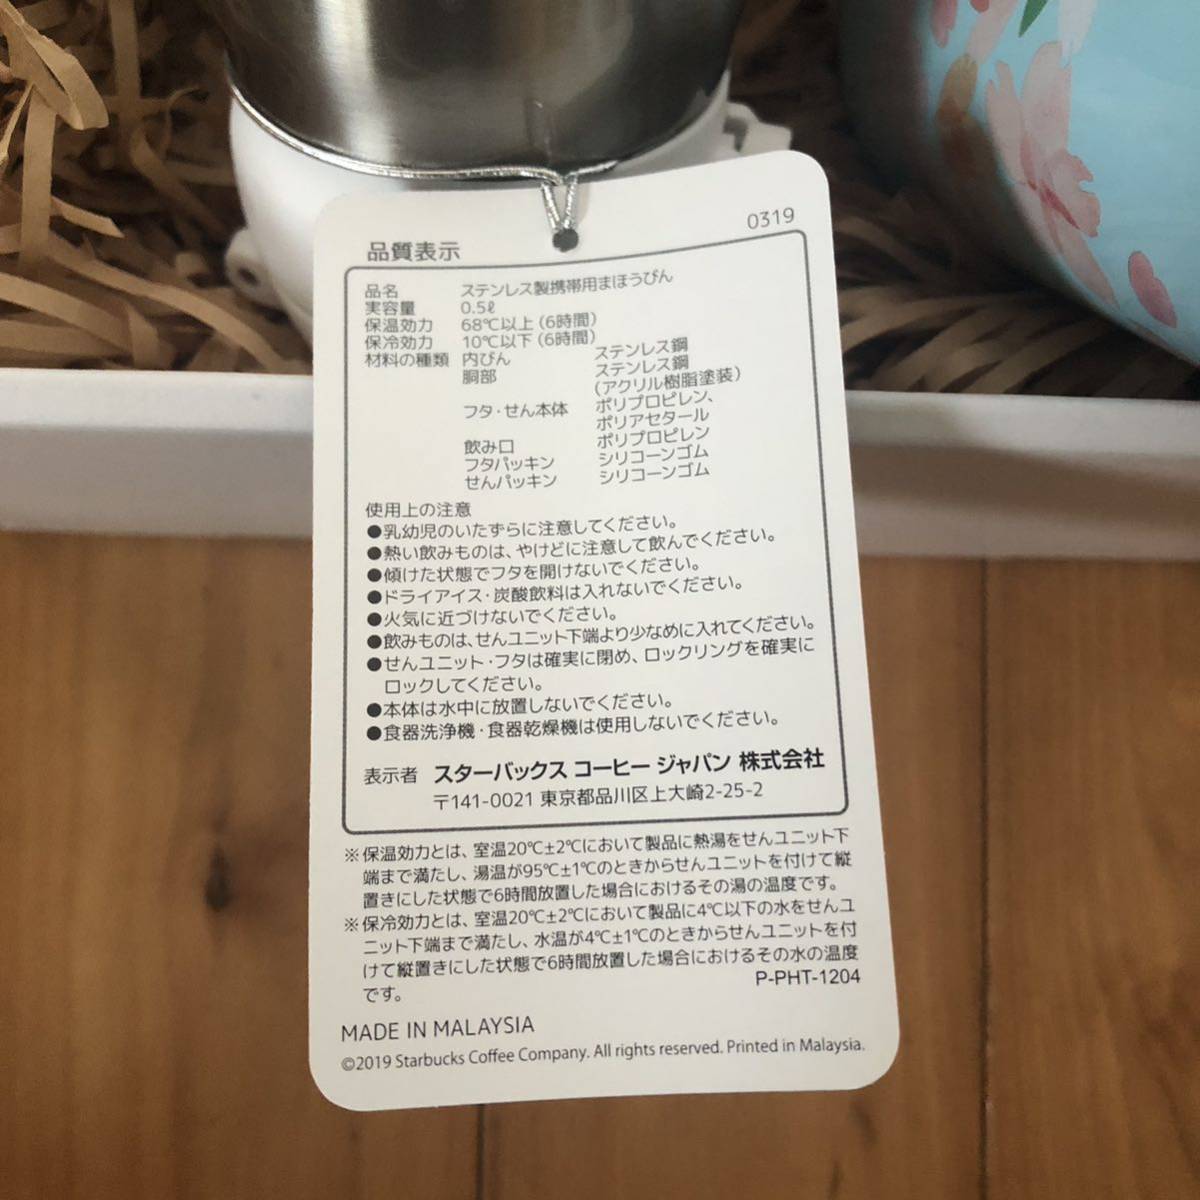 0319
品質表示
品名 ステンレス製携帯用まほうびん
実容量 0.5ℓ
保温効力 68℃以上(6時間)
保冷効力 10℃以下(6時間)
材料の種類 内びん ステンレス鋼
胴部 ステンレス鋼
(アクリル樹脂塗装)
フタ・せん本体 ポリプロピレン、
ポリアセタール
飲み口 ポリプロピレン
フタパッキン シリコーンゴム
せんパッキン シリコーンゴム
使用上の注意
●乳幼児のいたずらに注意してください。
●熱い飲みものは、やけどに注意して飲んでください。
●傾けた状態でフタを開けないでください。
●ドライアイス・炭酸飲料は入れないでください。
●火気に近づけないでください。
●飲みものは、せんユニット下端より少なめに入れてください。
●せんユニット・フタは確実に閉め、ロックリングを確実に
ロックしてください。
●本体は水中に放置しないでください。
●食器洗浄機・食器乾燥機は使用しないでください。
表示者 スターバックス コーヒー ジャパン 株式会社
〒141-0021 東京都品川区上大崎2-25-2
※保温効力とは、室温20℃±2℃において製品に熱湯をせんユニット下
端まで満たし、湯温が95℃±1℃のときからせんユニットを付けて縦
置きにした状態で6時間放置した場合におけるその湯の温度です。
※保冷効力とは、室温20℃±2℃において製品に4℃以下の水をせんユ
ニット下端まで満たし、水温が4℃±1℃のときからせんユニットを付
けて縦置きにした状態で6時間放置した場合におけるその水の温度
です。 P-PHT-1204
MADE IN MALAYSIA
©2019 Starbucks Coffee Company. All rights reserved. Printed in Malaysia.